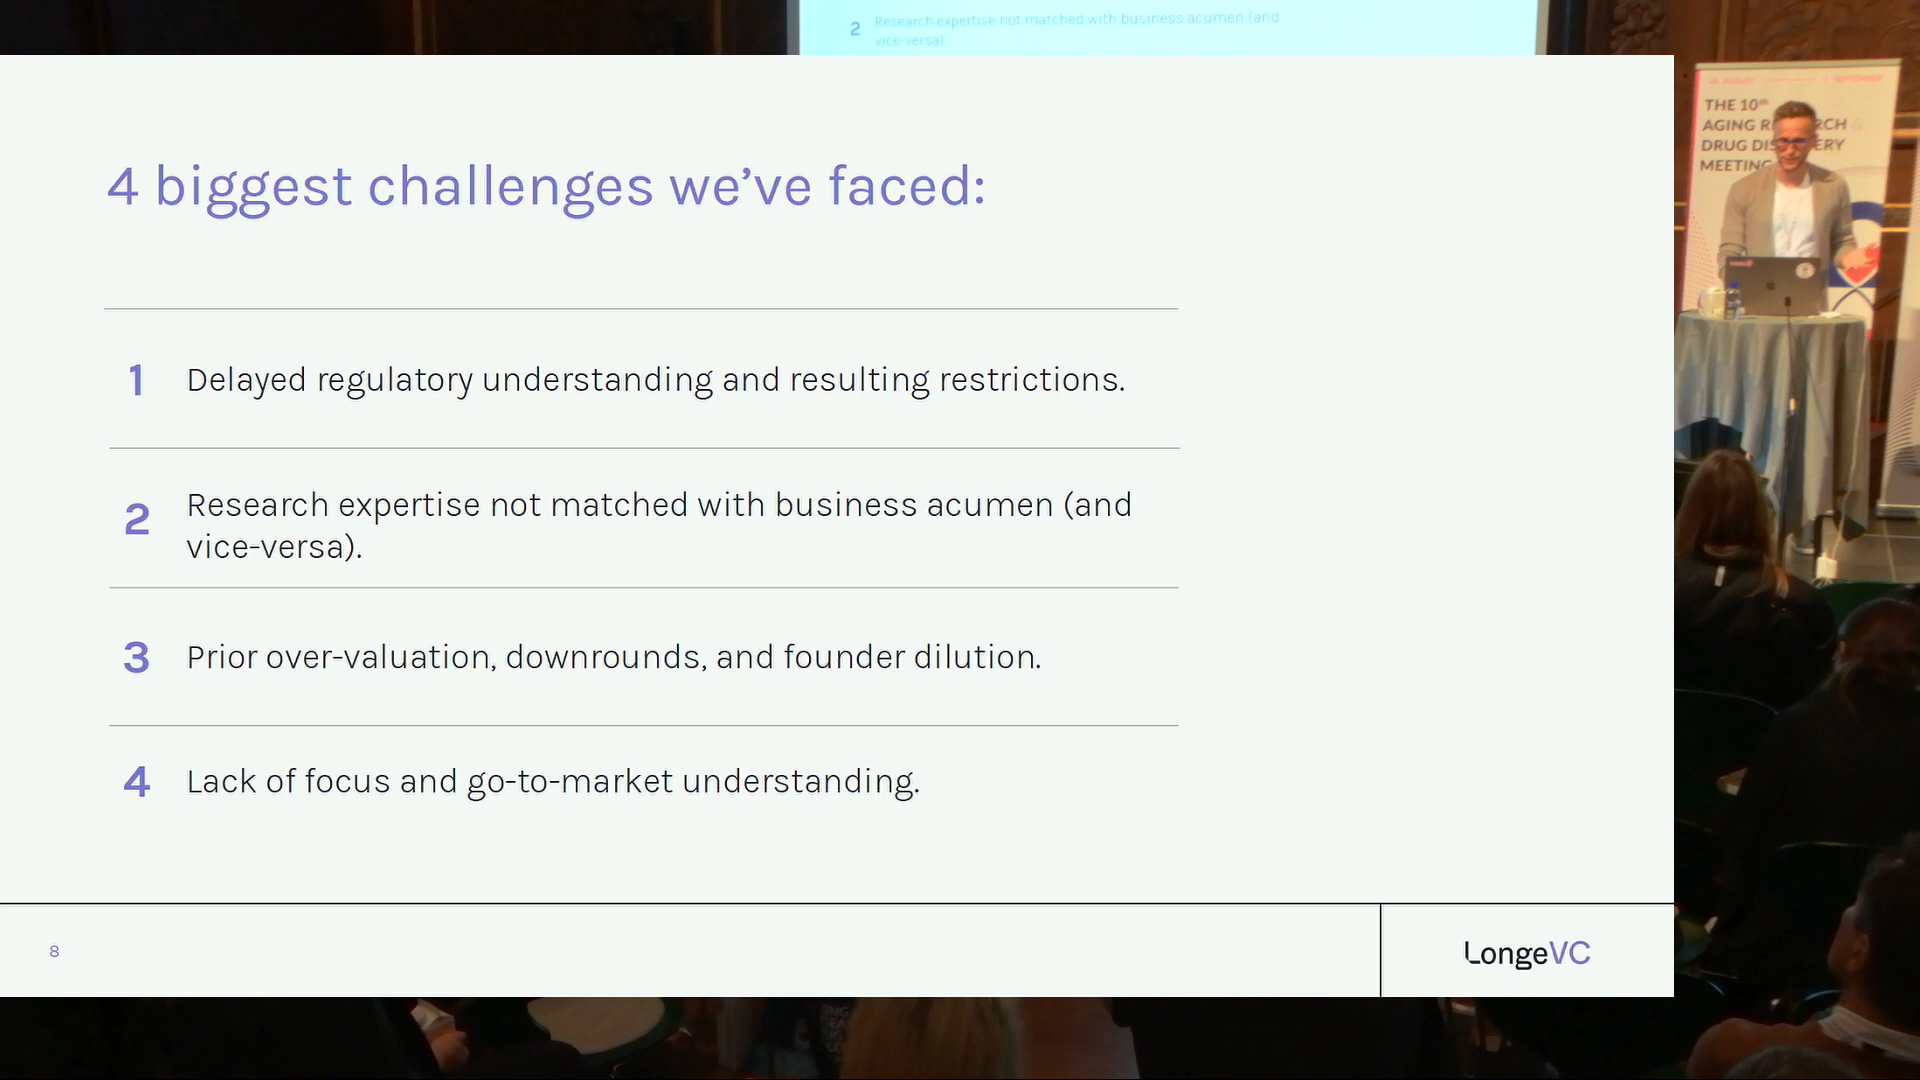 2 Research expertise not matched with business acumen (and
vice-versa)
4 biggest challenges we’ve faced:
1 Delayed regulatory understanding and resulting restrictions.
2 Research expertise not matched with business acumen (and
vice-versa).
3 Prior over-valuation, downrounds, and founder dilution.
4 Lack of focus and go-to-market understanding.
8
LongeVC
THE 10th
AGING
DRUG
MEETING